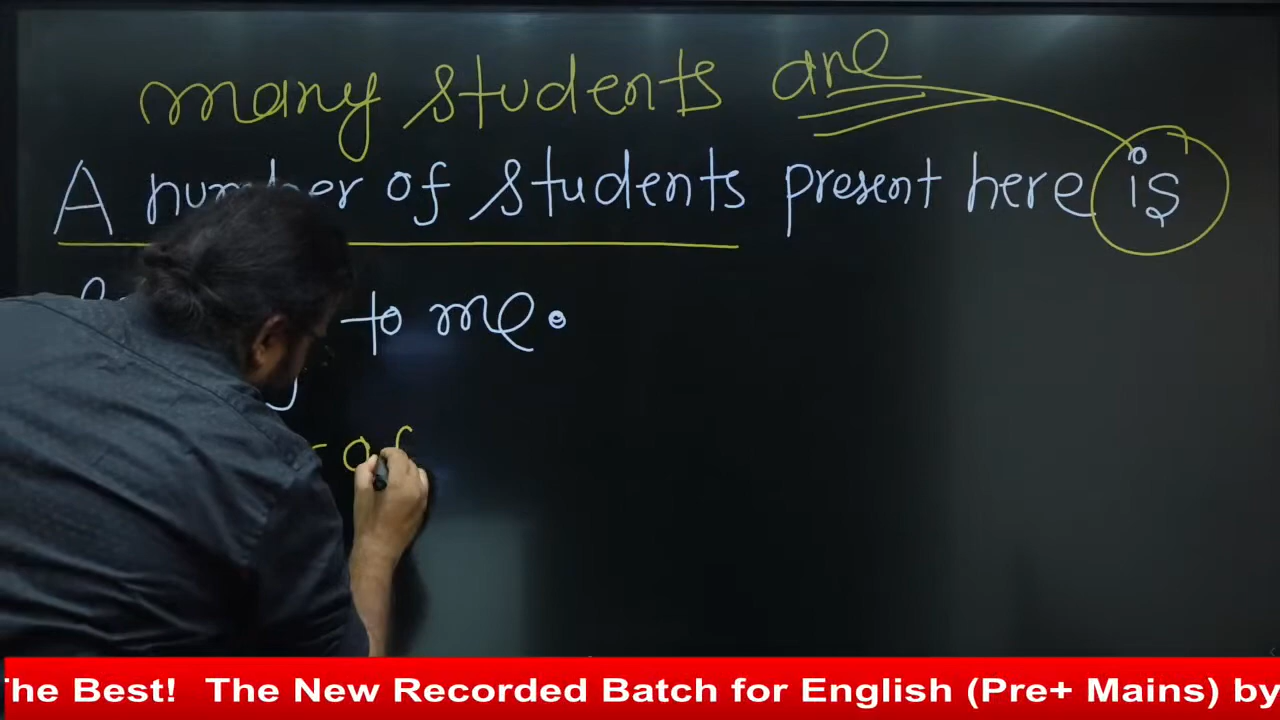 many students are
A number of students present here is
to me.
of
The Best! The New Recorded Batch for English (Pre+ Mains) by